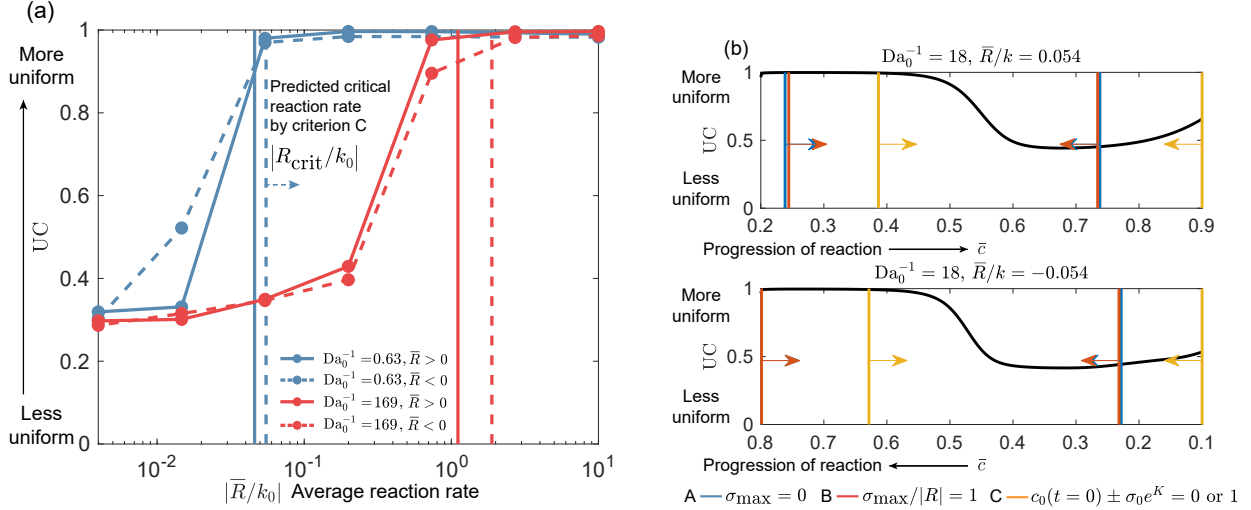 (a)
1
0.8
0.6
0.4
0.2
0
More
uniform
UC
Less
uniform
Predicted critical
reaction rate
by criterion C
|R_crit/k_0|
Da_0^{-1} = 0.63, R̅ > 0
Da_0^{-1} = 0.63, R̅ < 0
Da_0^{-1} = 169, R̅ > 0
Da_0^{-1} = 169, R̅ < 0
10^{-2} 10^{-1} 10^0 10^1
|R̅/k_0| Average reaction rate
(b)
Da_0^{-1} = 18, R̅/k = 0.054
More
uniform
UC
Less
uniform
1
0.5
0
0.2 0.3 0.4 0.5 0.6 0.7 0.8 0.9
Progression of reaction c̅
Da_0^{-1} = 18, R̅/k = −0.054
More
uniform
UC
Less
uniform
1
0.5
0
0.8 0.7 0.6 0.5 0.4 0.3 0.2 0.1
Progression of reaction c̅
A σ_max = 0 B σ_max/|R| = 1 C c_0(t = 0) ± σ_0e^K = 0 or 1